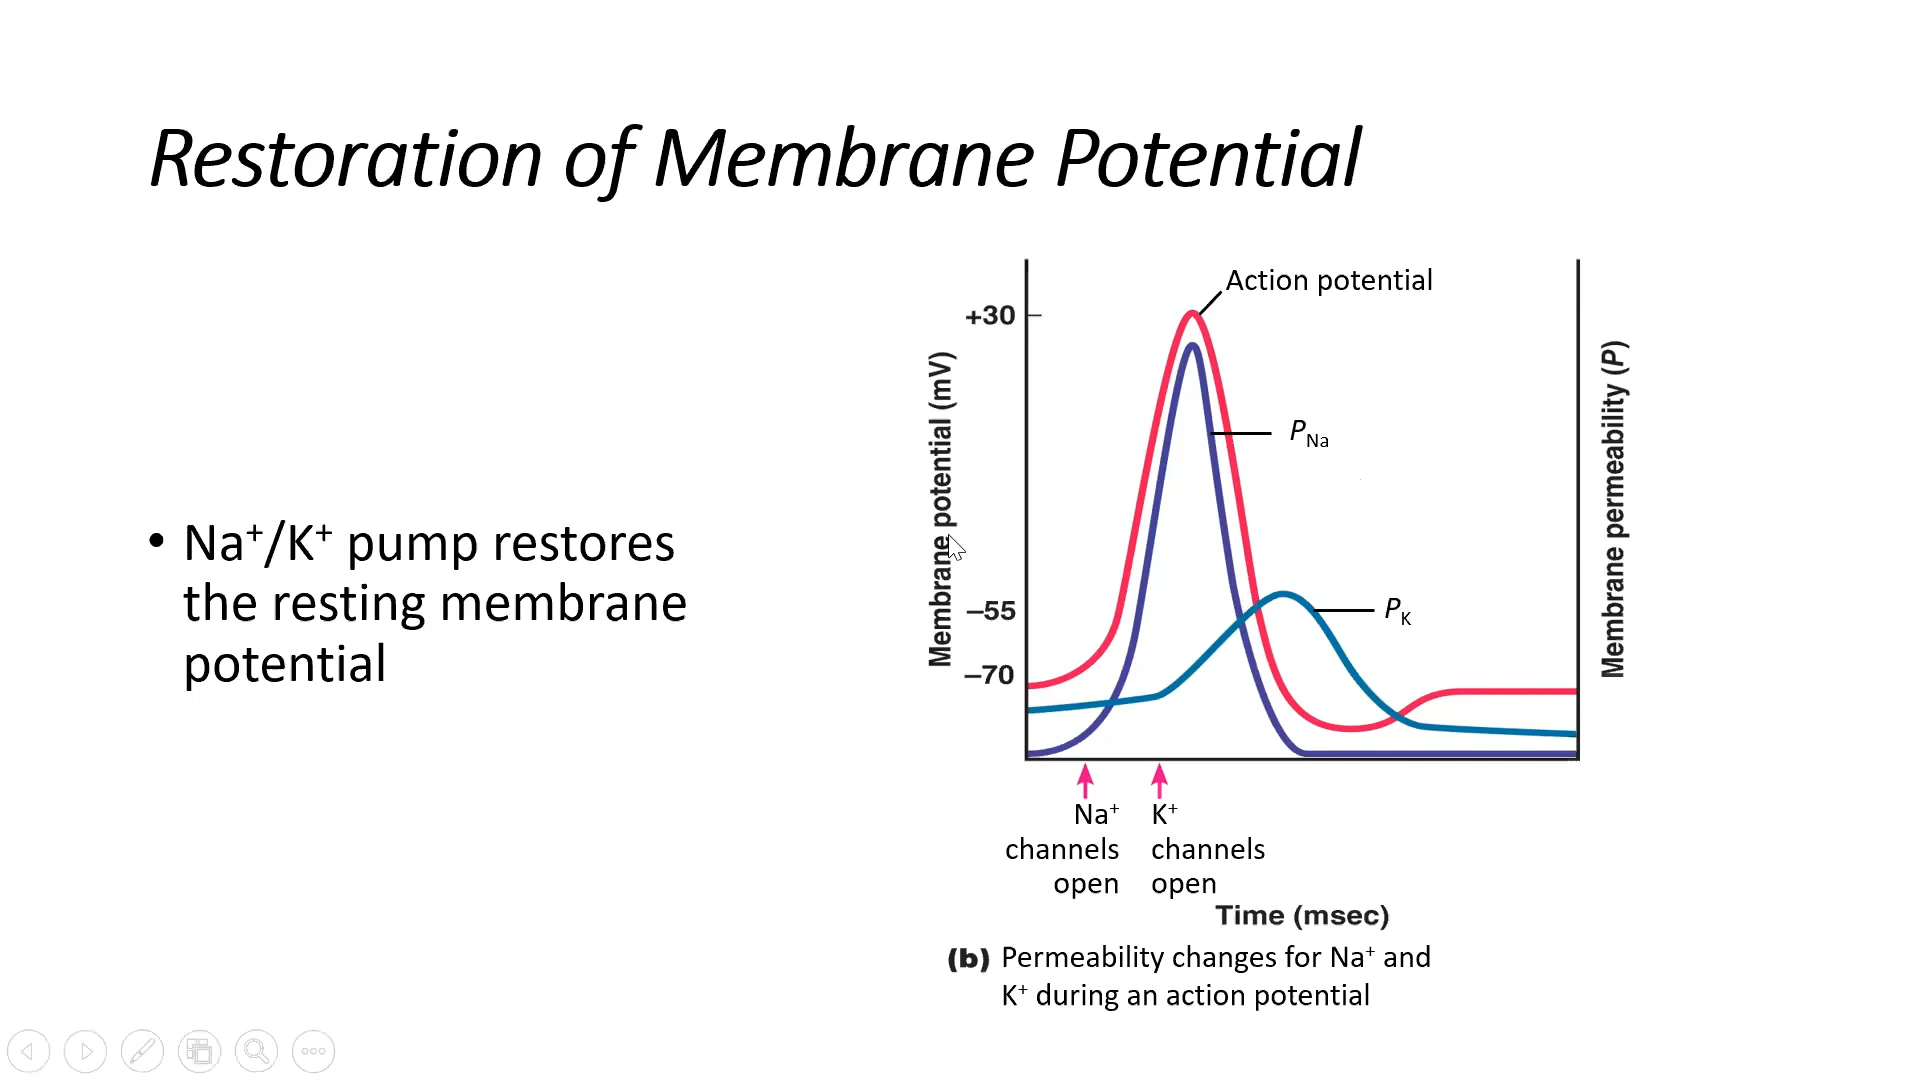 Restoration of Membrane Potential
• Na⁺/K⁺ pump restores
the resting membrane
potential
Action potential
+30
Membrane potential (mV)
P_Na
Membrane permeability (P)
–55
P_K
–70
Na⁺
channels
open
K⁺
channels
open
Time (msec)
(b) Permeability changes for Na⁺ and
K⁺ during an action potential